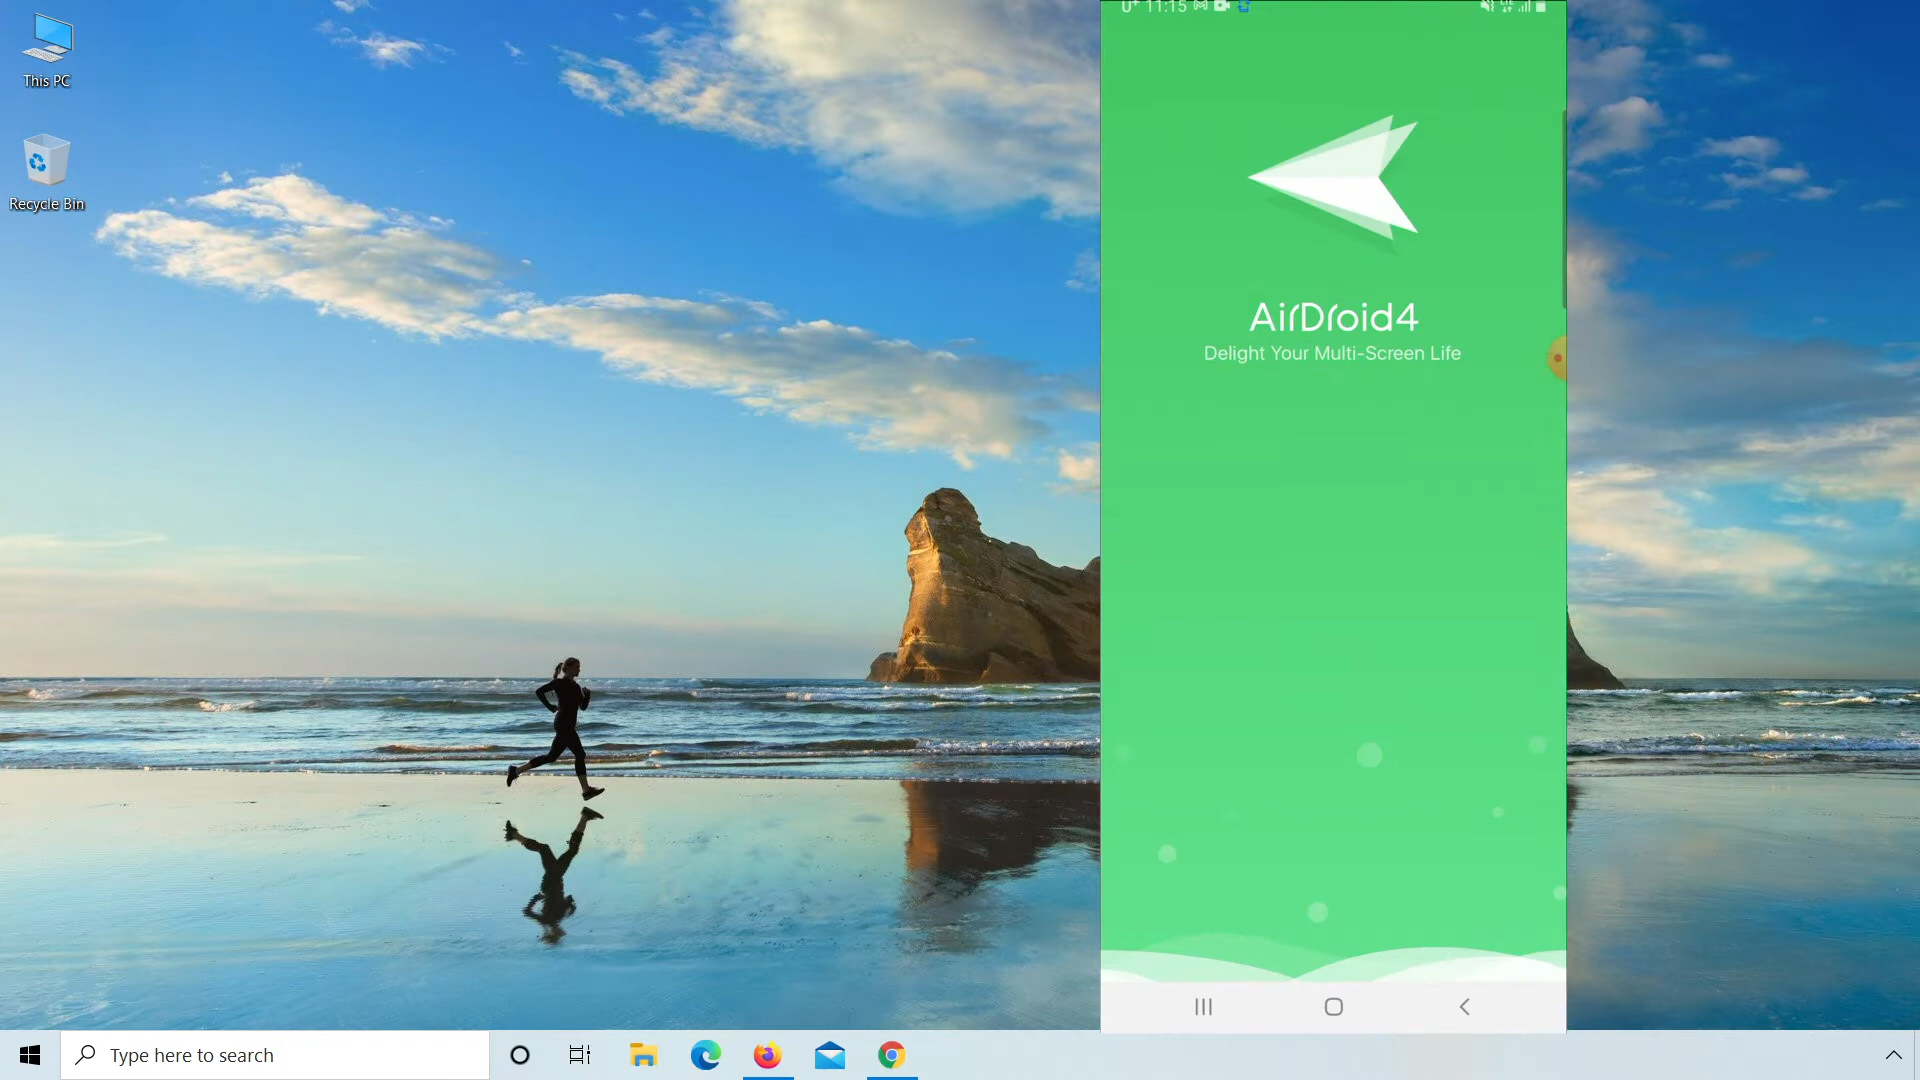 This PC
Recycle Bin
U+ 11:15
AirDroid4
Delight Your Multi-Screen Life
Type here to search